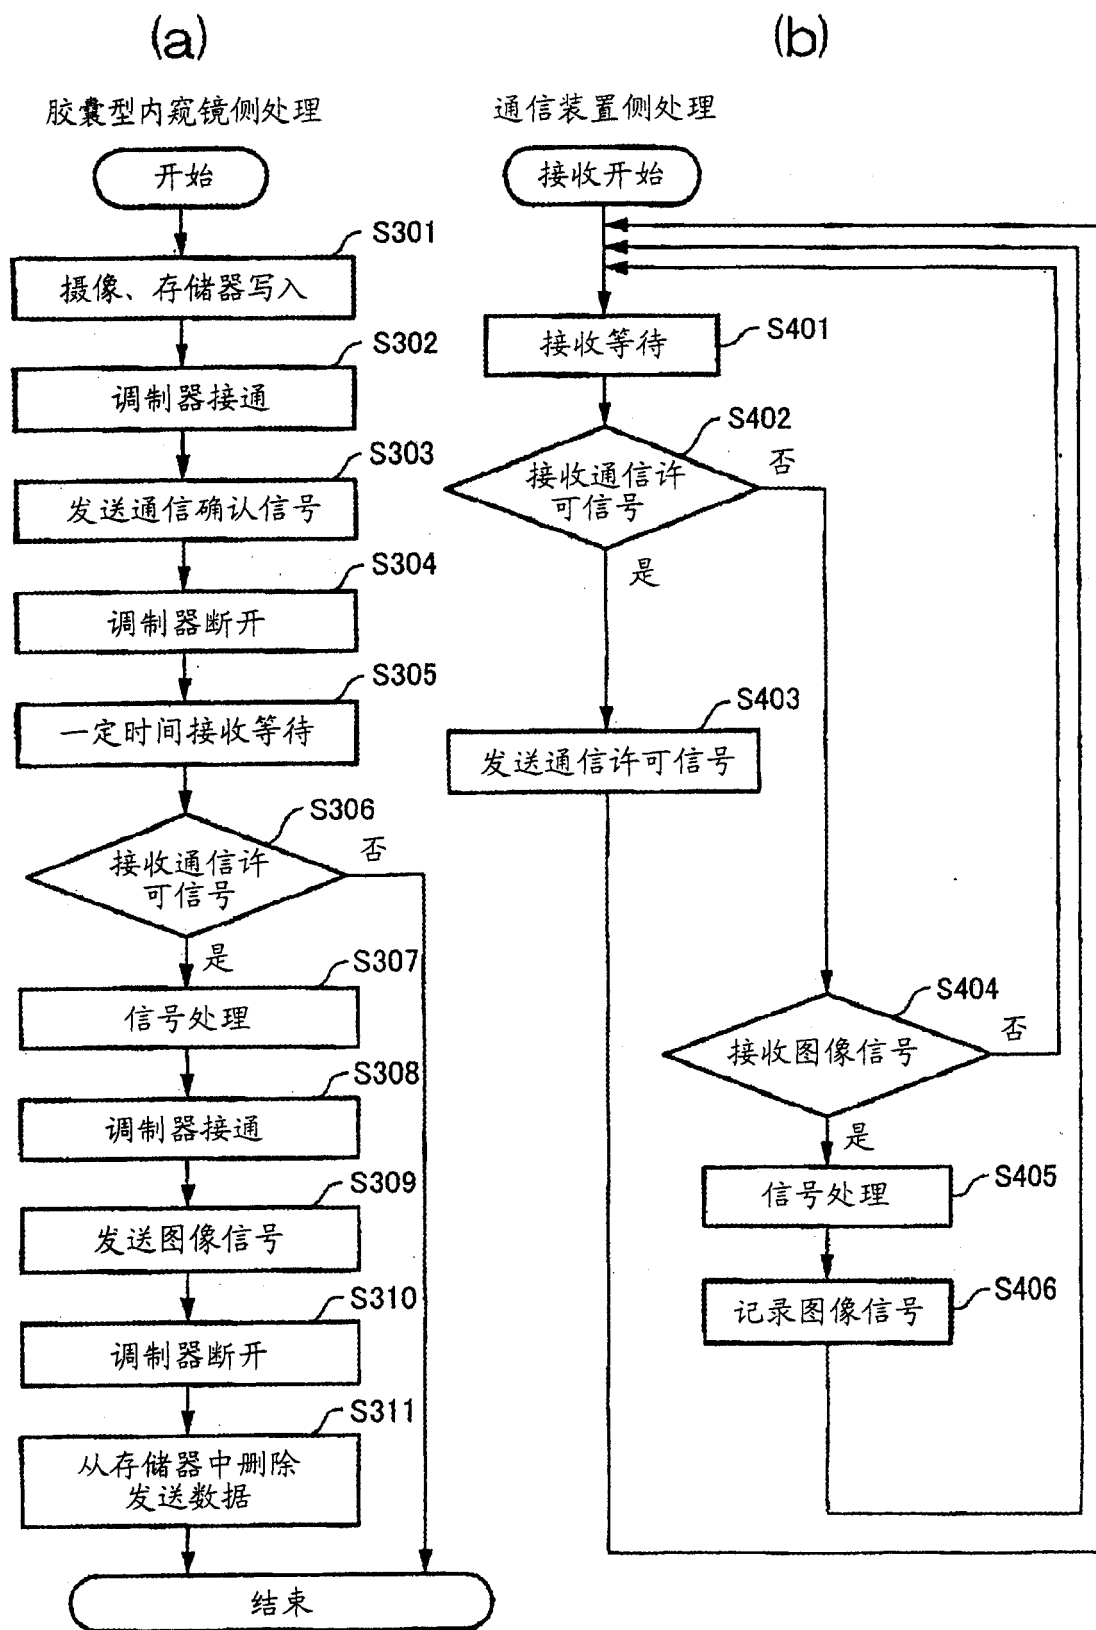 (a)
胶囊型内窥镜侧处理
开始
S301
摄像、存储器写入
S302
调制器接通
S303
发送通信确认信号
S304
调制器断开
S305
一定时间接收等待
S306
接收通信许
可信号
否
是
S307
信号处理
S308
调制器接通
S309
发送图像信号
S310
调制器断开
S311
从存储器中删除
发送数据
结束
(b)
通信装置侧处理
接收开始
S401
接收等待
S402
接收通信许
可信号
否
是
S403
发送通信许可信号
S404
接收图像信号
否
是
S405
信号处理
S406
记录图像信号